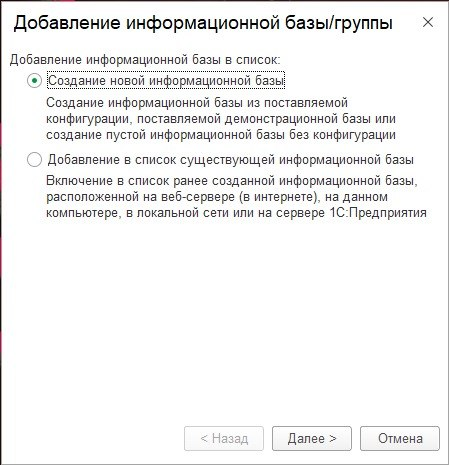 Добавление информационной базы/группы
Добавление информационной базы в список:
Создание новой информационной базы
Создание информационной базы из поставляемой
конфигурации, поставляемой демонстрационной базы или
создание пустой информационной базы без конфигурации
Добавление в список существующей информационной базы
Включение в список ранее созданной информационной базы,
расположенной на веб-сервере (в интернете), на данном
компьютере, в локальной сети или на сервере 1С:Предприятия
< Назад
Далее >
Отмена